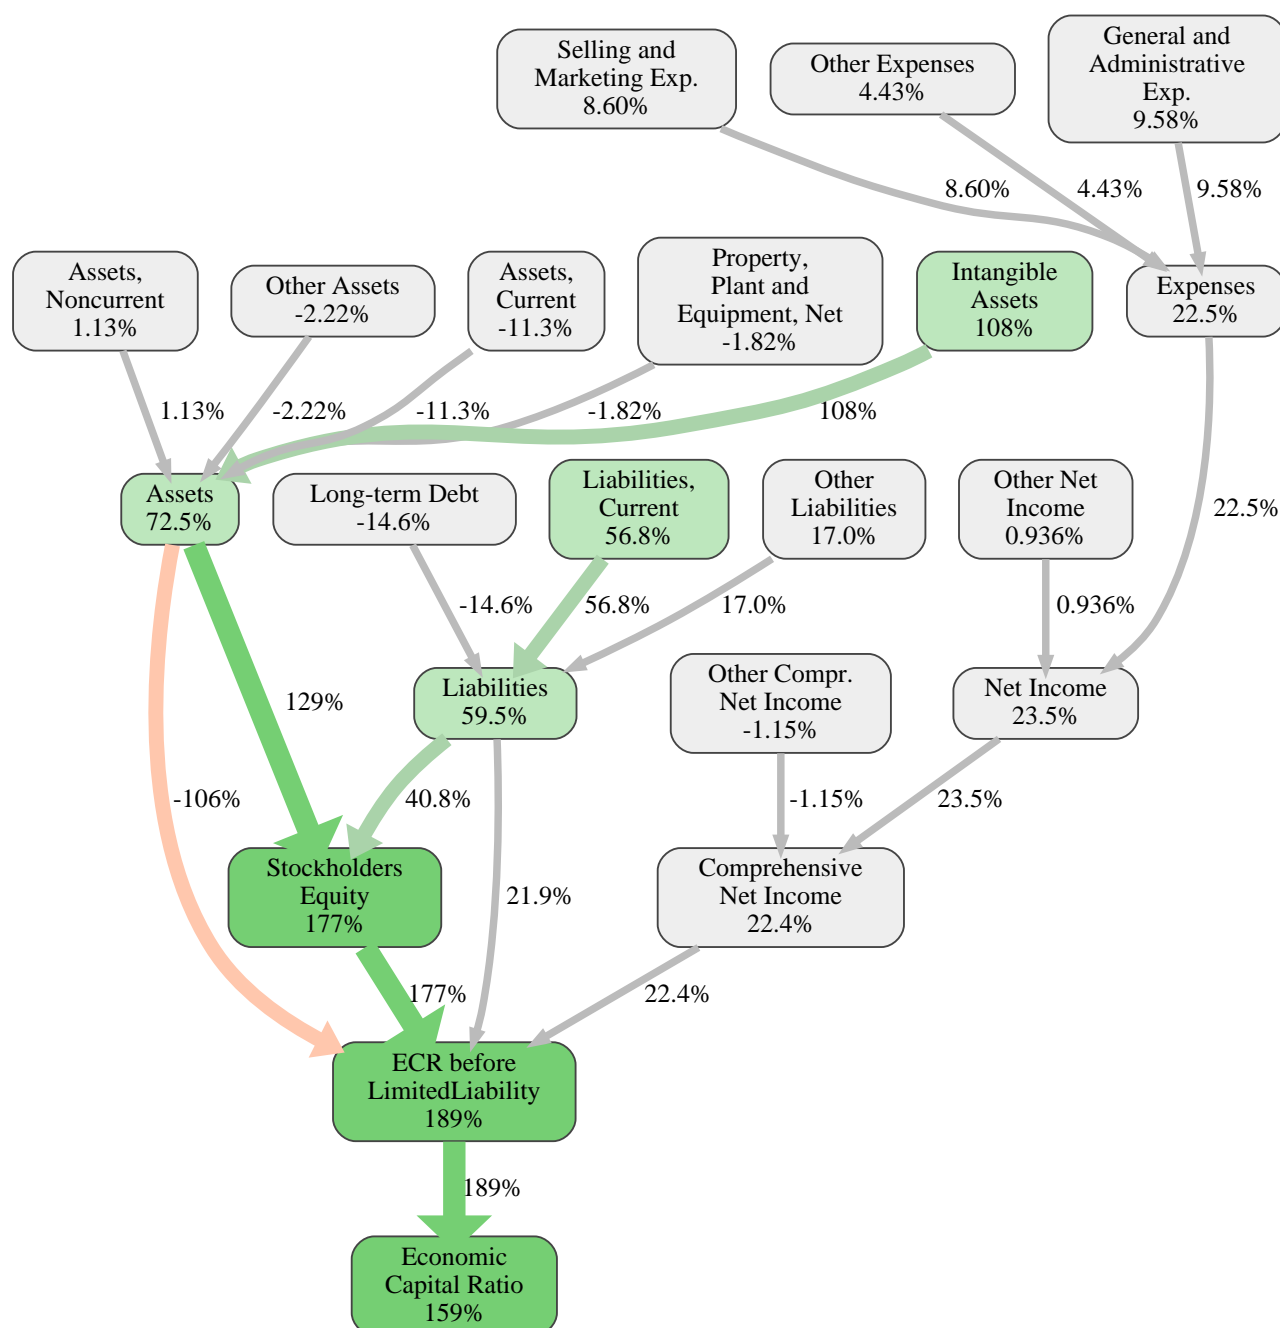 Selling and
Marketing Exp.
8.60%
Other Expenses
4.43%
General and
Administrative
Exp.
9.58%
8.60%
4.43%
9.58%
Assets,
Noncurrent
1.13%
Other Assets
-2.22%
Assets,
Current
-11.3%
Property,
Plant and
Equipment, Net
-1.82%
Intangible
Assets
108%
Expenses
22.5%
1.13%
-2.22%
-11.3%
-1.82%
108%
22.5%
Assets
72.5%
Long-term Debt
-14.6%
Liabilities,
Current
56.8%
Other
Liabilities
17.0%
Other Net
Income
0.936%
-14.6%
56.8%
17.0%
0.936%
129%
-106%
Liabilities
59.5%
Other Compr.
Net Income
-1.15%
Net Income
23.5%
40.8%
-1.15%
23.5%
Stockholders
Equity
177%
21.9%
Comprehensive
Net Income
22.4%
177%
22.4%
ECR before
LimitedLiability
189%
189%
Economic
Capital Ratio
159%